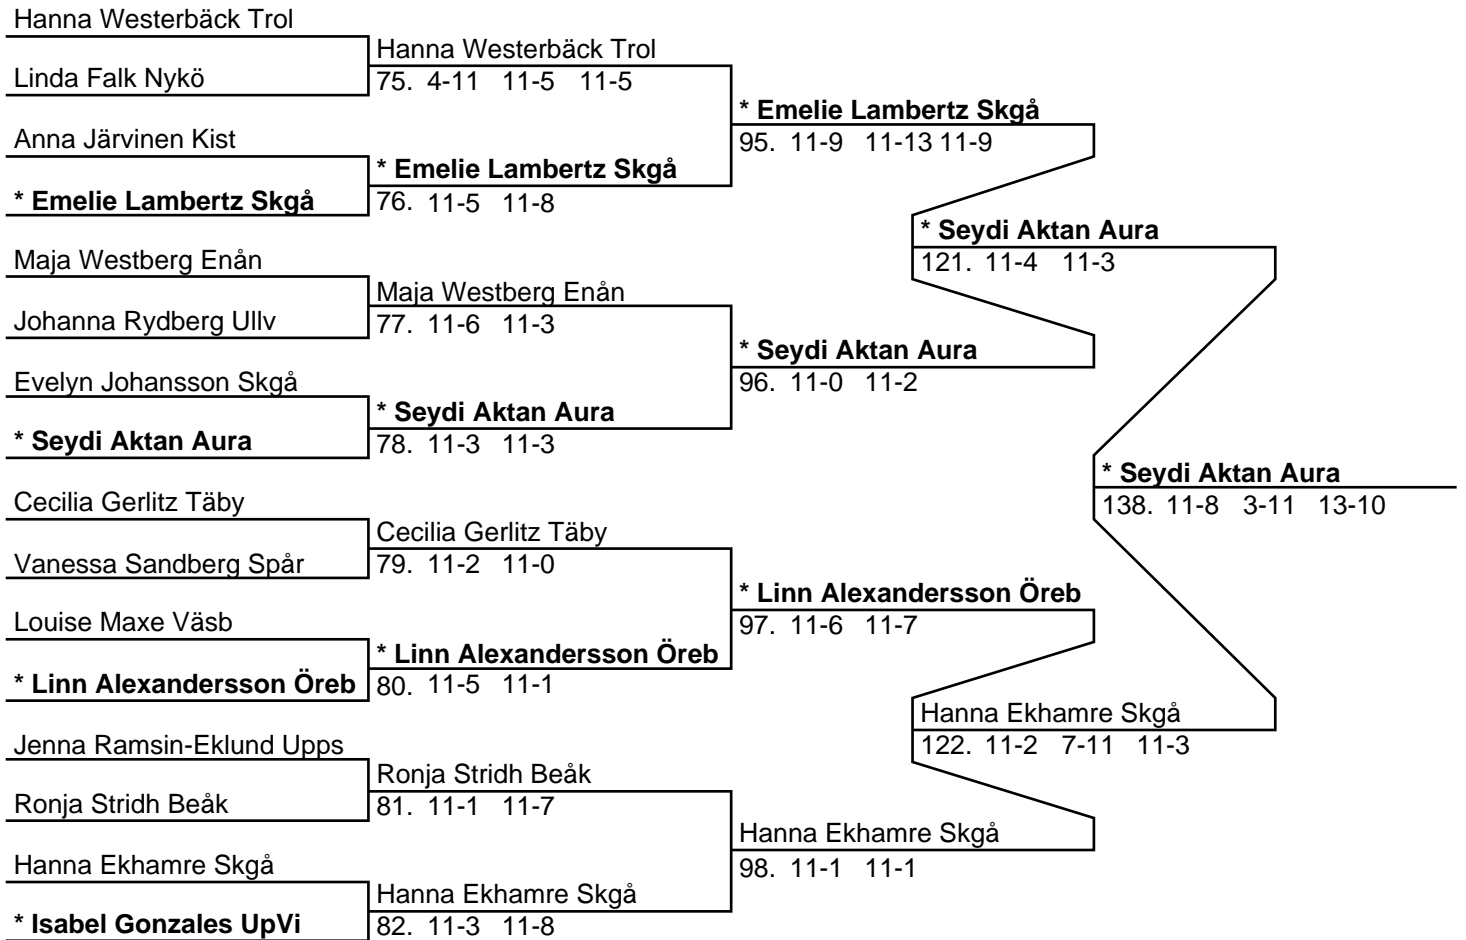 Hanna Westerbäck Trol
Linda Falk Nykö
Anna Järvinen Kist
* Emelie Lambertz Skgå
Maja Westberg Enån
Johanna Rydberg Ullv
Evelyn Johansson Skgå
* Seydi Aktan Aura
Cecilia Gerlitz Täby
Vanessa Sandberg Spår
Louise Maxe Väsb
* Linn Alexandersson Öreb
Jenna Ramsin-Eklund Upps
Ronja Stridh Beåk
Hanna Ekhamre Skgå
* Isabel Gonzales UpVi
Hanna Westerbäck Trol
75. 4-11 11-5 11-5
* Emelie Lambertz Skgå
76. 11-5 11-8
Maja Westberg Enån
77. 11-6 11-3
* Seydi Aktan Aura
78. 11-3 11-3
Cecilia Gerlitz Täby
79. 11-2 11-0
* Linn Alexandersson Öreb
80. 11-5 11-1
Ronja Stridh Beåk
81. 11-1 11-7
Hanna Ekhamre Skgå
82. 11-3 11-8
* Emelie Lambertz Skgå
95. 11-9 11-13 11-9
* Seydi Aktan Aura
96. 11-0 11-2
* Linn Alexandersson Öreb
97. 11-6 11-7
Hanna Ekhamre Skgå
98. 11-1 11-1
* Seydi Aktan Aura
121. 11-4 11-3
Hanna Ekhamre Skgå
122. 11-2 7-11 11-3
* Seydi Aktan Aura
138. 11-8 3-11 13-10